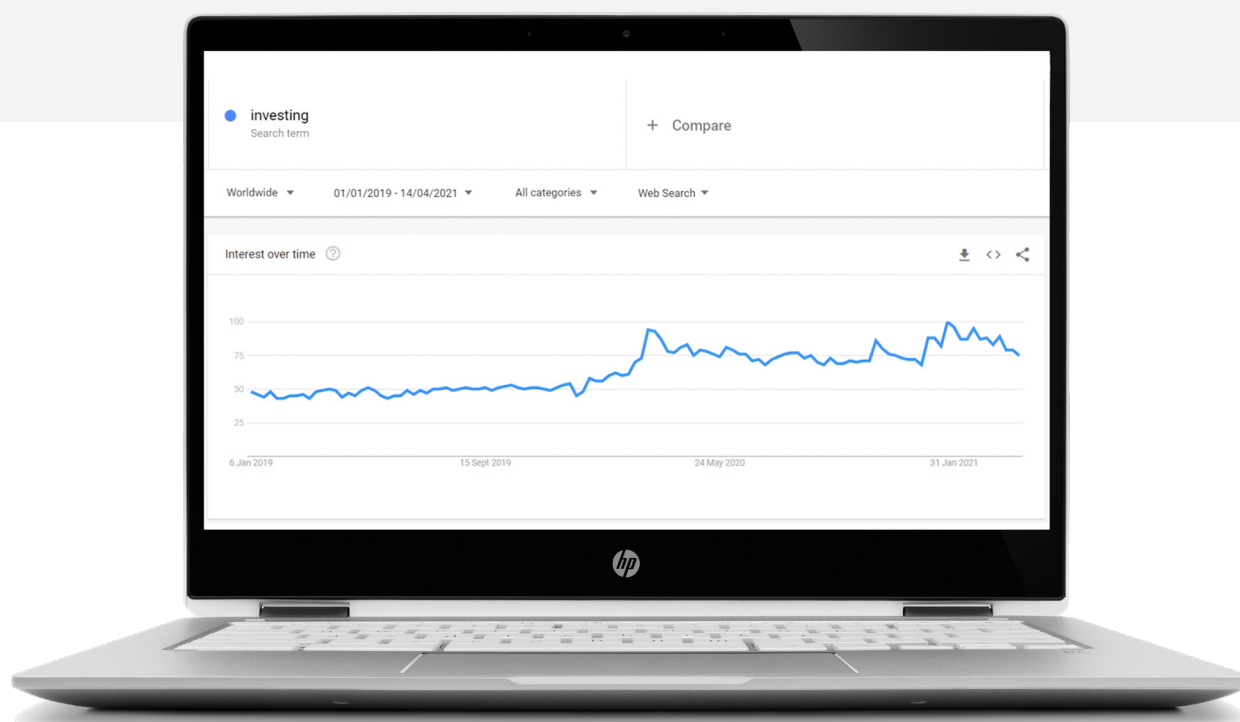 investing
Search term
+ Compare
Worldwide
01/01/2019 - 14/04/2021
All categories
Web Search
Interest over time ?
100
75
50
25
6 Jan 2019
15 Sept 2019
24 May 2020
31 Jan 2021
hp